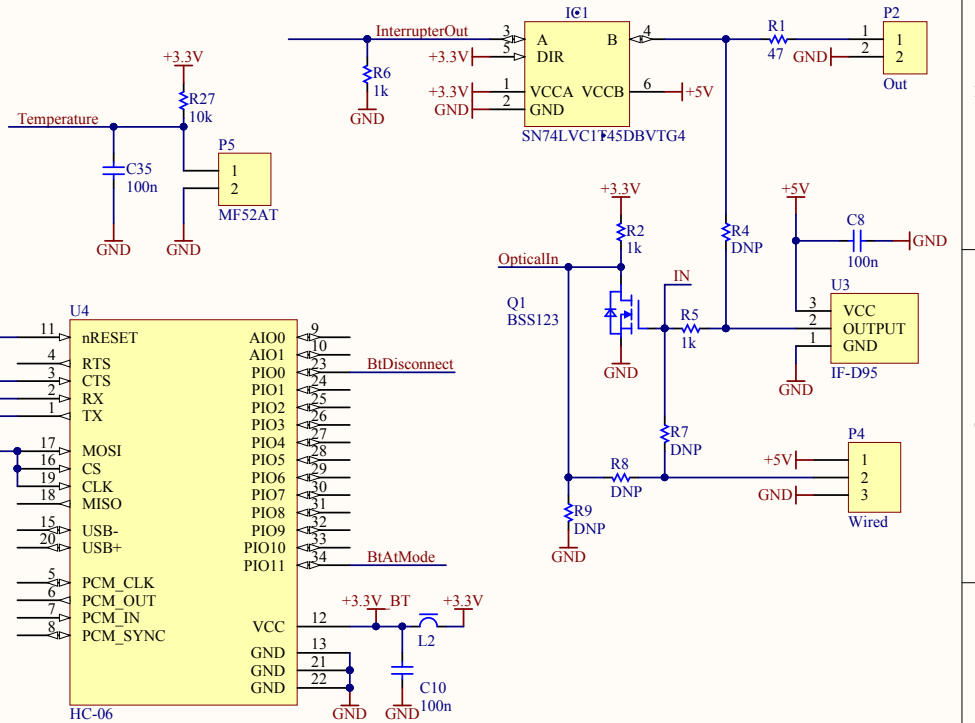 IC1
InterrupterOut
3
A
B
4
R1
47
P2
1
1
2
2
GND
Out
+3.3V
5
DIR
R6
1k
GND
+3.3V
1
VCCA
VCCB
6
+5V
GND
2
GND
SN74LVC1T45DBVTG4
+3.3V
R27
10k
Temperature
P5
C35
100n
1
2
MF52AT
GND
GND
+3.3V
R2
1k
OpticalIn
Q1
BSS123
IN
R5
1k
GND
R4
DNP
+5V
C8
100n
GND
U3
3
VCC
2
OUTPUT
1
GND
IF-D95
GND
R7
DNP
R8
DNP
R9
DNP
GND
P4
+5V
1
2
GND
3
Wired
U4
11
nRESET
AIO0
9
4
RTS
AIO1
10
3
CTS
PIO0
23
BtDisconnect
2
RX
PIO1
24
1
TX
PIO2
25
PIO3
26
17
MOSI
PIO4
27
16
CS
PIO5
28
19
CLK
PIO6
29
18
MISO
PIO7
30
PIO8
31
15
USB-
PIO9
32
20
USB+
PIO10
33
PIO11
34
BtAtMode
5
PCM_CLK
6
PCM_OUT
7
PCM_IN
8
PCM_SYNC
VCC
12
+3.3V_BT
+3.3V
L2
GND
13
GND
21
GND
22
C10
100n
GND
GND
HC-06